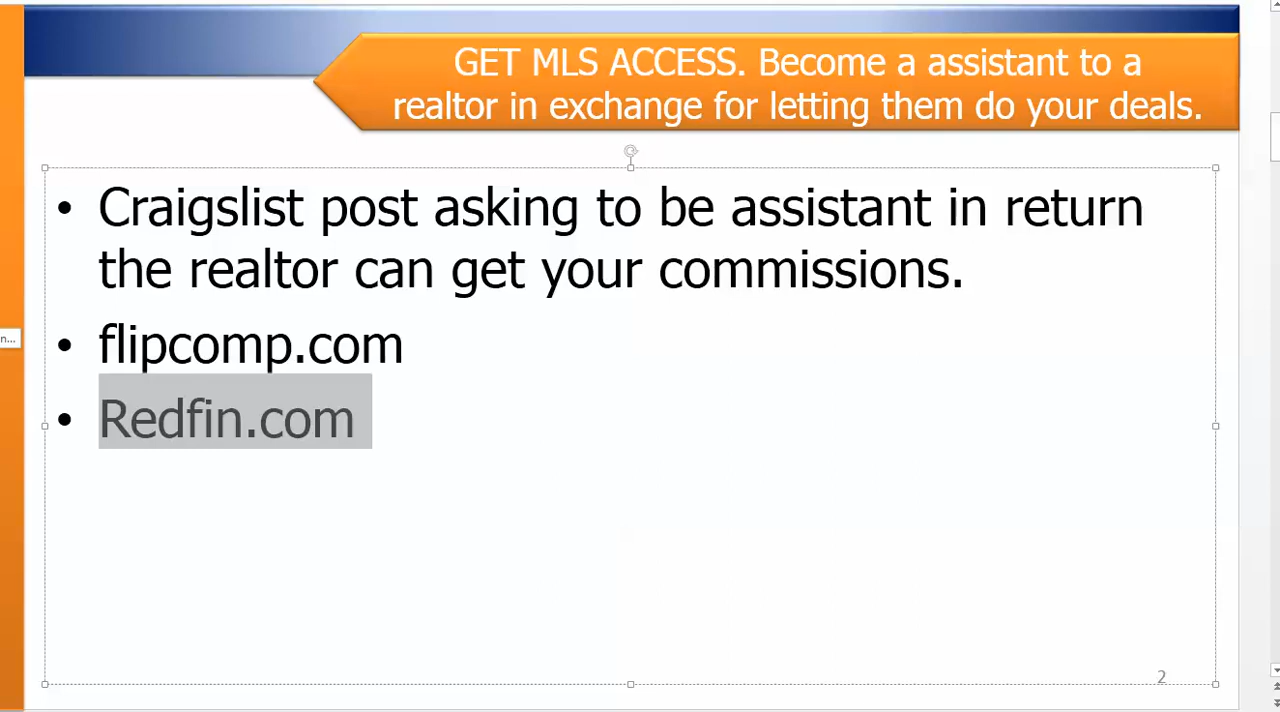 GET MLS ACCESS. Become a assistant to a
realtor in exchange for letting them do your deals.
• Craigslist post asking to be assistant in return
the realtor can get your commissions.
• flipcomp.com
n...
• Redfin.com
2